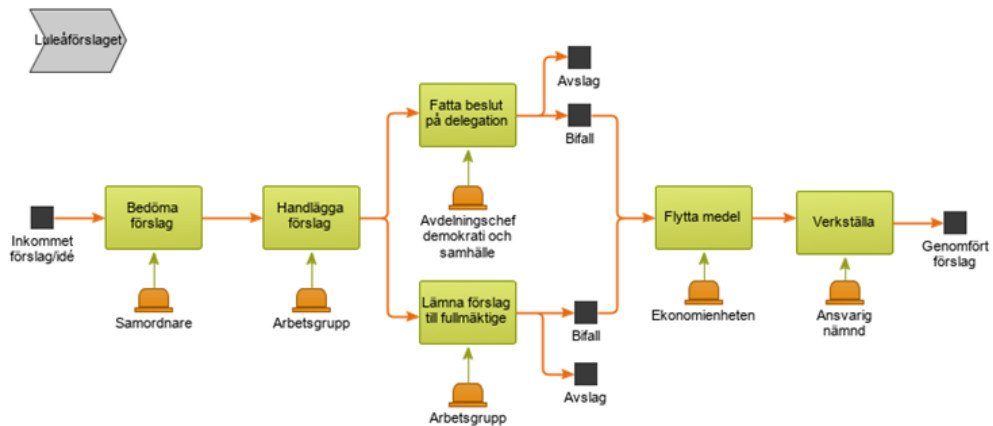 Luleåförslaget
Avslag
Fatta beslut
på delegation
Bifall
Bedöma
förslag
Handlägga
förslag
Flytta medel
Verkställa
Avdelningschef
demokrati och
samhälle
Inkommet
förslag/idé
Genomfört
förslag
Lämna förslag
till fullmäktige
Samordnare
Arbetsgrupp
Bifall
Ekonomienheten
Ansvarig
nämnd
Avslag
Arbetsgrupp